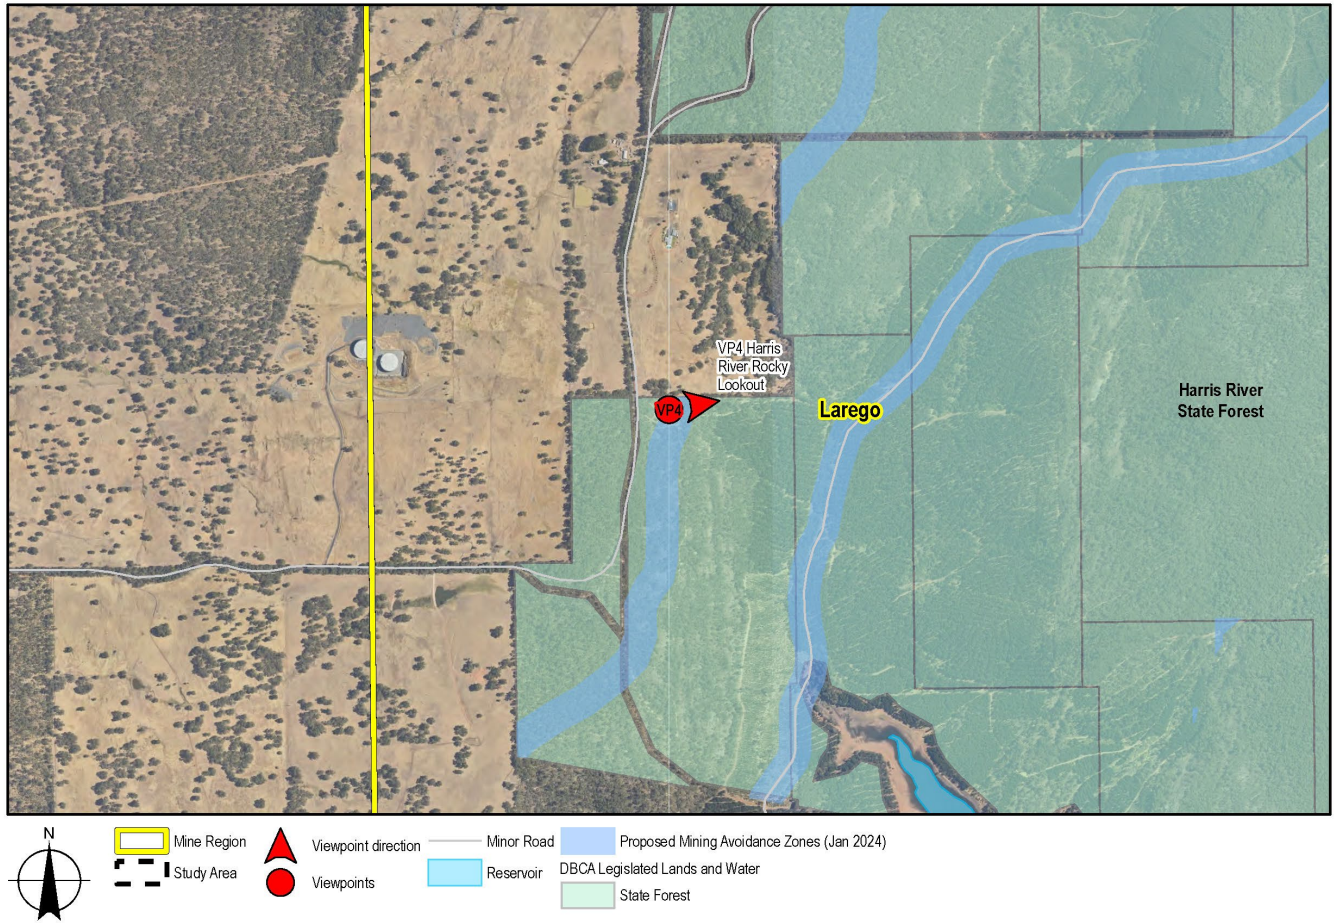 VP4 Harris
River Rocky
Lookout
VP4
Larego
Harris River
State Forest
N
Mine Region
Study Area
Viewpoint direction
Viewpoints
Minor Road
Reservoir
Proposed Mining Avoidance Zones (Jan 2024)
DBCA Legislated Lands and Water
State Forest